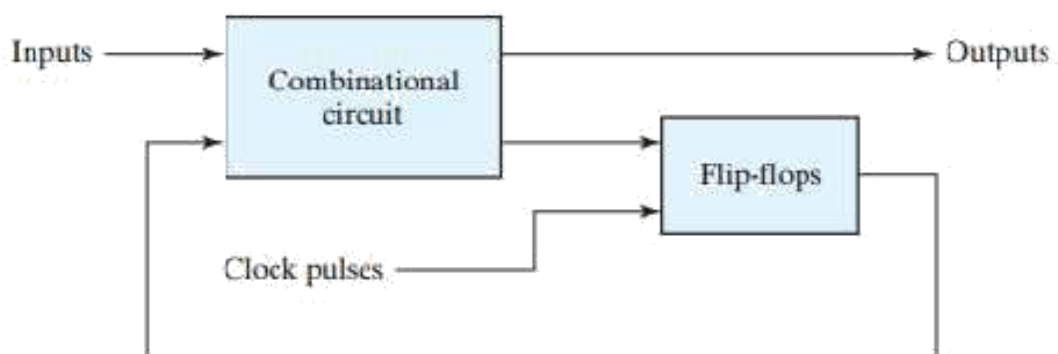 Inputs
Combinational
circuit
Outputs
Flip-flops
Clock pulses